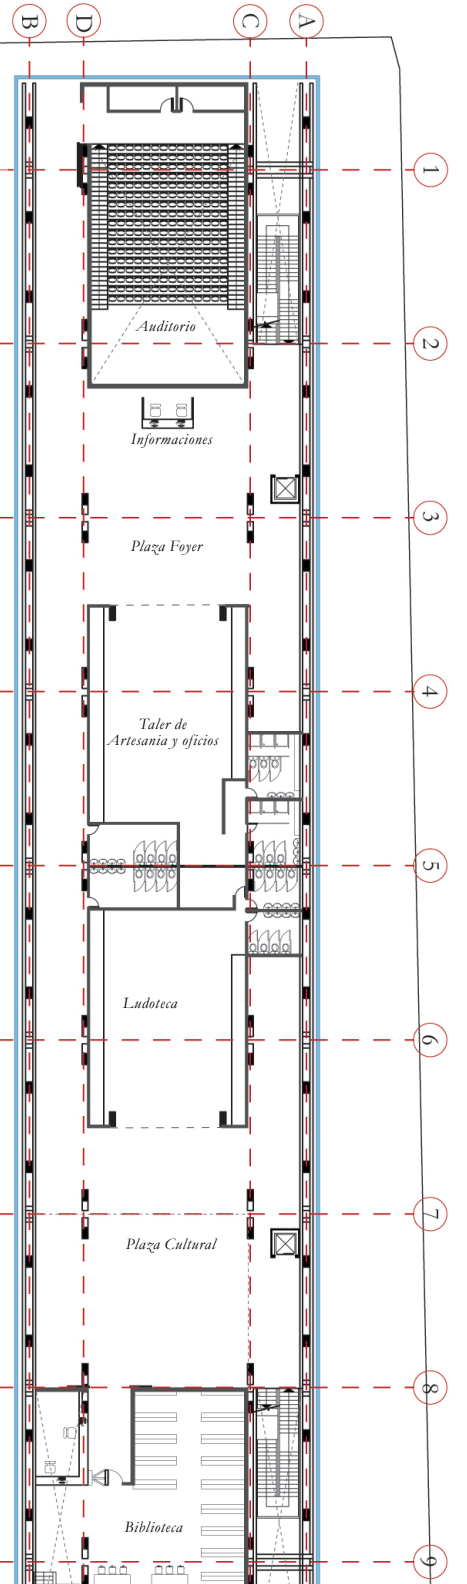 B D C A
1
2
Auditorio
Informaciones
3
Plaza Foyer
4
Taler de
Artesania y oficios
5
Ludoteca
6
7
Plaza Cultural
8
Biblioteca
9